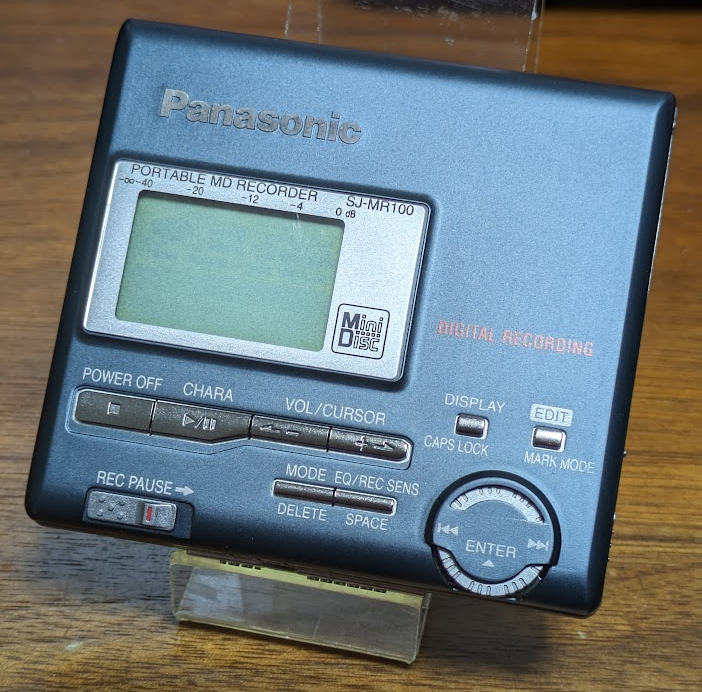 Panasonic
PORTABLE MD RECORDER
-∞ -40 -20 -12 -4 0 dB
SJ-MR100
Mini
Disc
DIGITAL RECORDING
POWER OFF CHARA VOL/CURSOR
DISPLAY EDIT
CAPS LOCK MARK MODE
MODE EQ/REC SENS
DELETE SPACE
REC PAUSE
ENTER